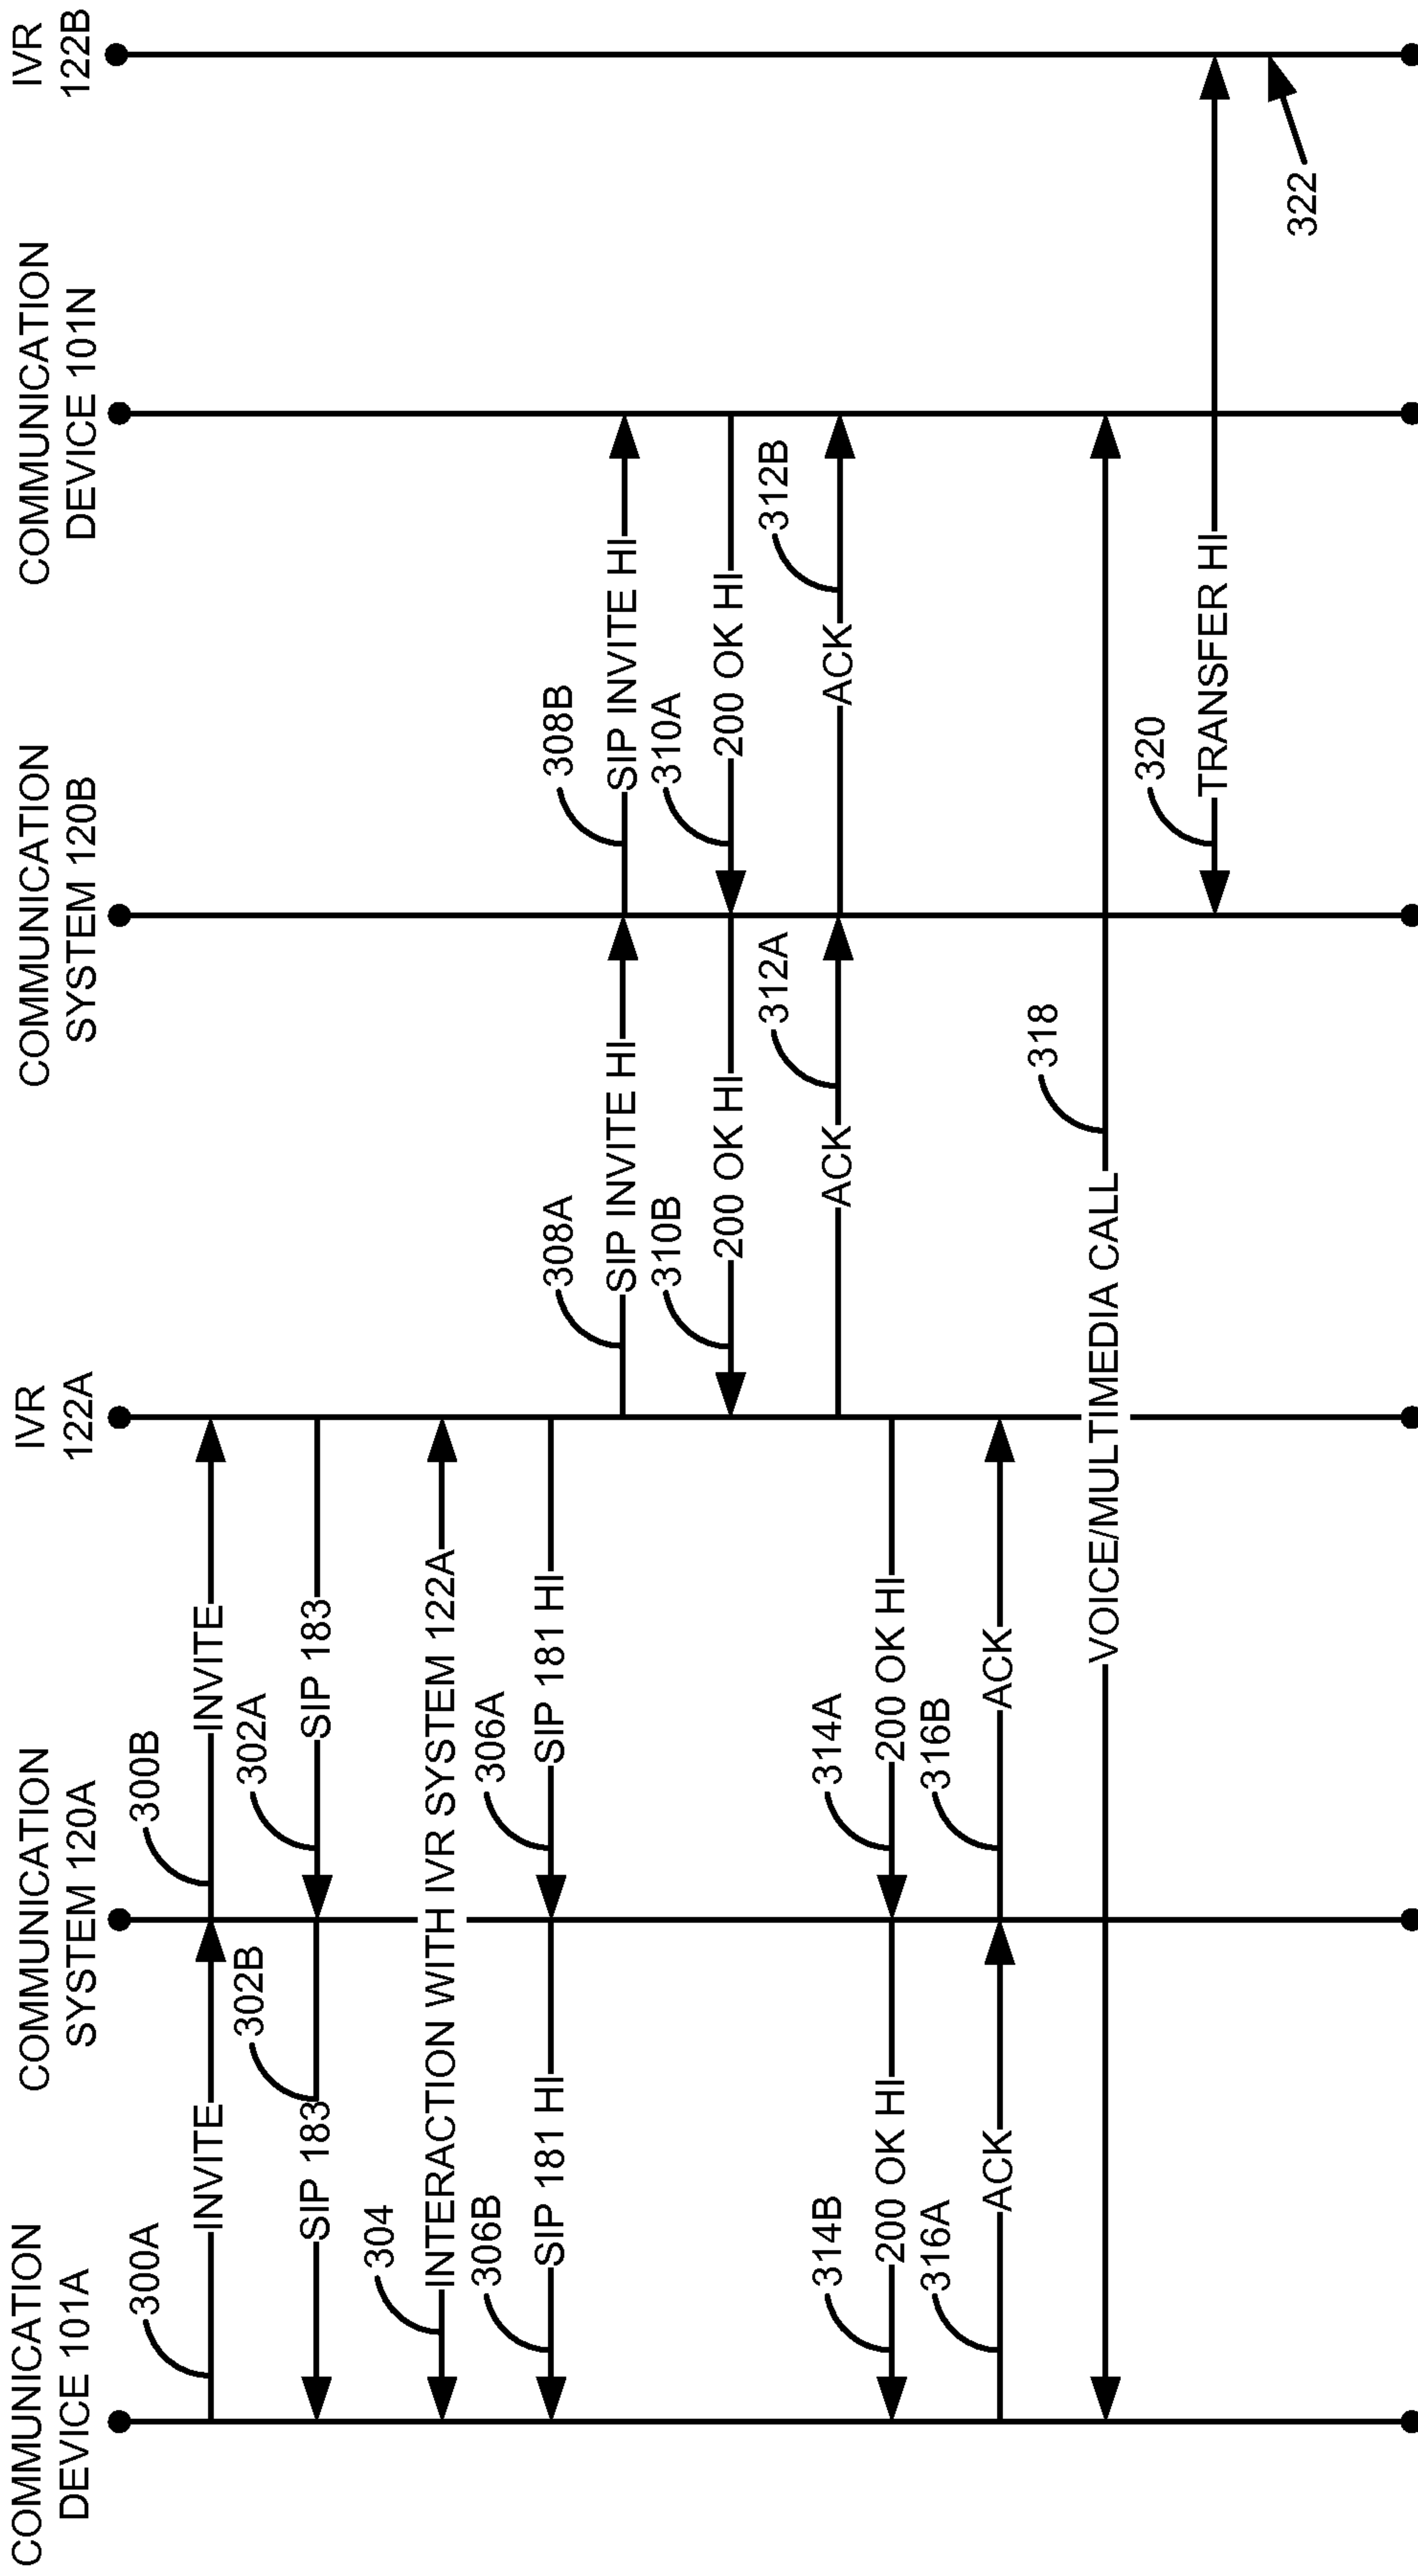 COMMUNICATION
DEVICE 101A
COMMUNICATION
SYSTEM 120A
IVR
122A
COMMUNICATION
SYSTEM 120B
COMMUNICATION
DEVICE 101N
IVR
122B
300A
INVITE
300B
INVITE
302B
SIP 183
302A
SIP 183
304
INTERACTION WITH IVR SYSTEM 122A
306B
SIP 181 HI
306A
SIP 181 HI
308A
SIP INVITE HI
308B
SIP INVITE HI
310B
200 OK HI
310A
200 OK HI
312A
ACK
312B
ACK
314B
200 OK HI
314A
200 OK HI
316A
ACK
316B
ACK
318
VOICE/MULTIMEDIA CALL
320
TRANSFER HI
322